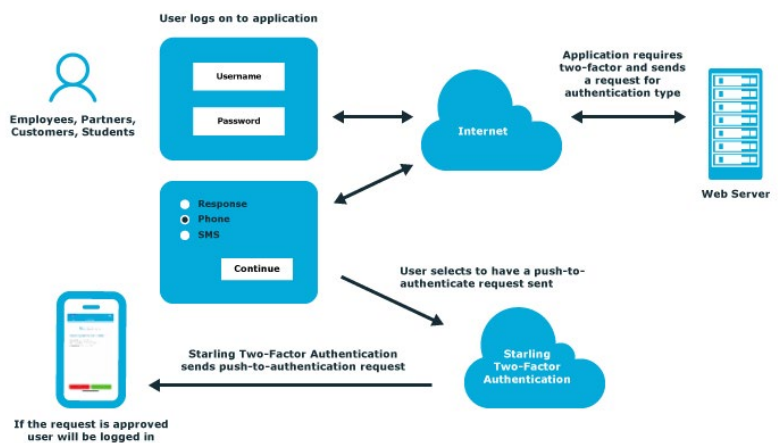 User logs on to application
Username
Password
Employees, Partners,
Customers, Students
Internet
Application requires
two-factor and sends
a request for
authentication type
Web Server
Response
Phone
SMS
Continue
User selects to have a push-to-
authenticate request sent
Starling
Two-Factor
Authentication
Starling Two-Factor Authentication
sends push-to-authentication request
If the request is approved
user will be logged in